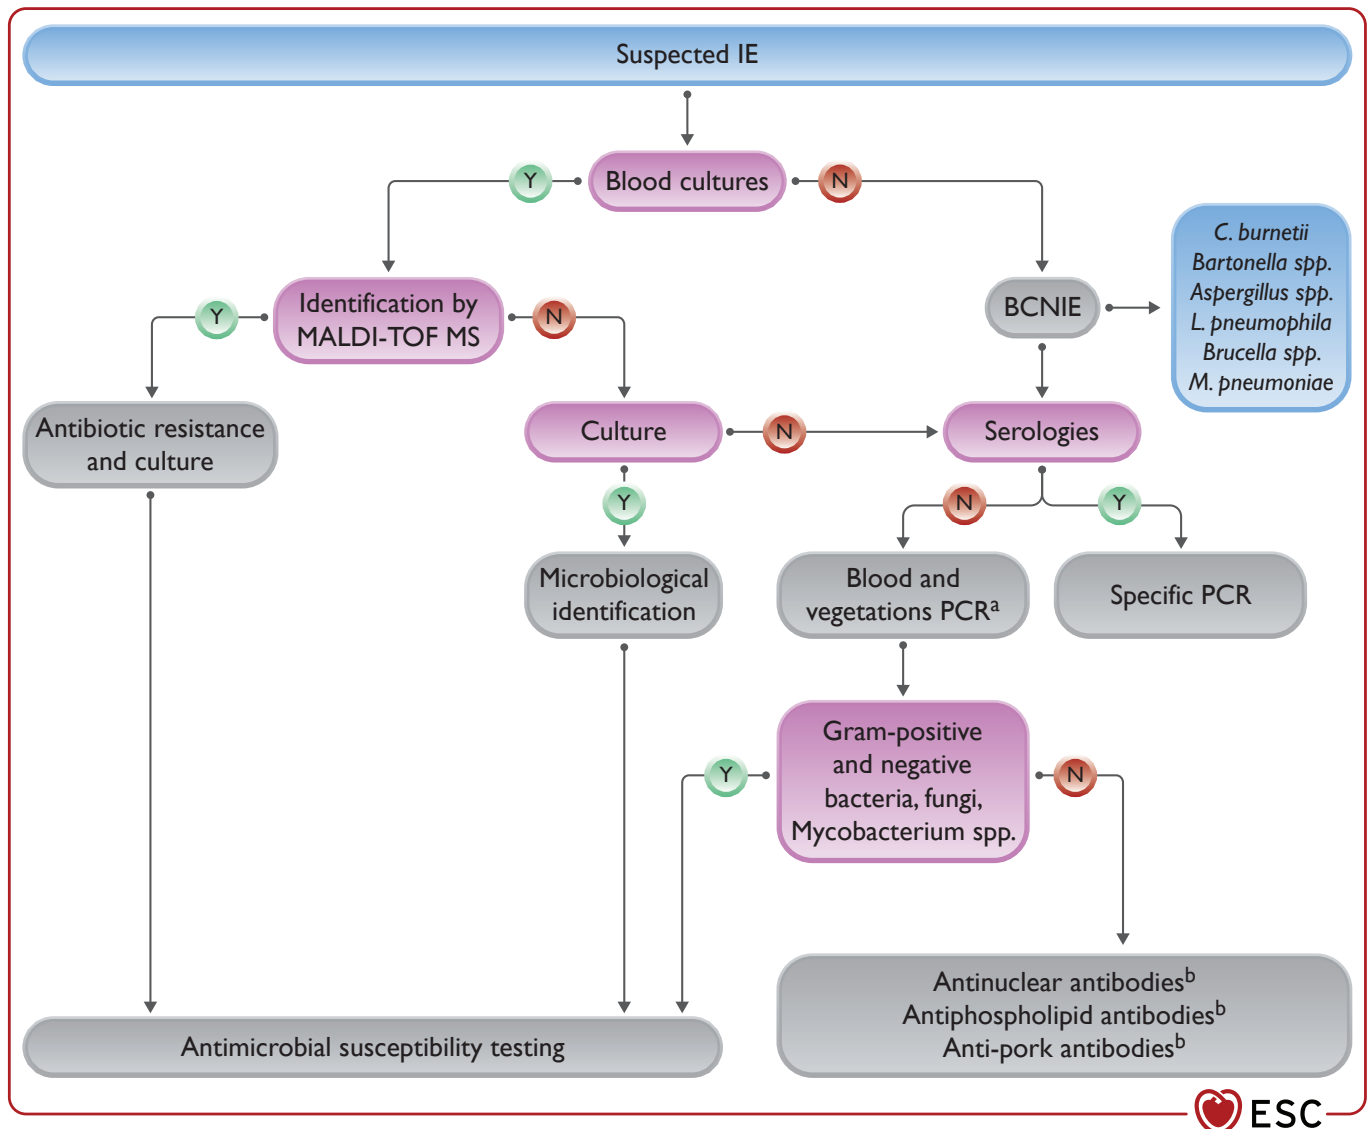 Suspected IE
Y
Blood cultures
N
C. burnetii
Bartonella spp.
Aspergillus spp.
L. pneumophila
Brucella spp.
M. pneumoniae
Y
Identification by
MALDI-TOF MS
N
BCNIE
Antibiotic resistance
and culture
Culture
N
Serologies
Y
N
Y
Microbiological
identification
Blood and
vegetations PCRᵃ
Specific PCR
Y
Gram-positive
and negative
bacteria, fungi,
Mycobacterium spp.
N
Antimicrobial susceptibility testing
Antinuclear antibodiesᵇ
Antiphospholipid antibodiesᵇ
Anti-pork antibodiesᵇ
ESC